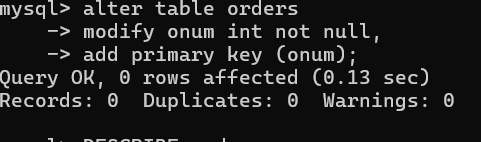 mysql> alter table orders
    -> modify onum int not null,
    -> add primary key (onum);
Query OK, 0 rows affected (0.13 sec)
Records: 0  Duplicates: 0  Warnings: 0